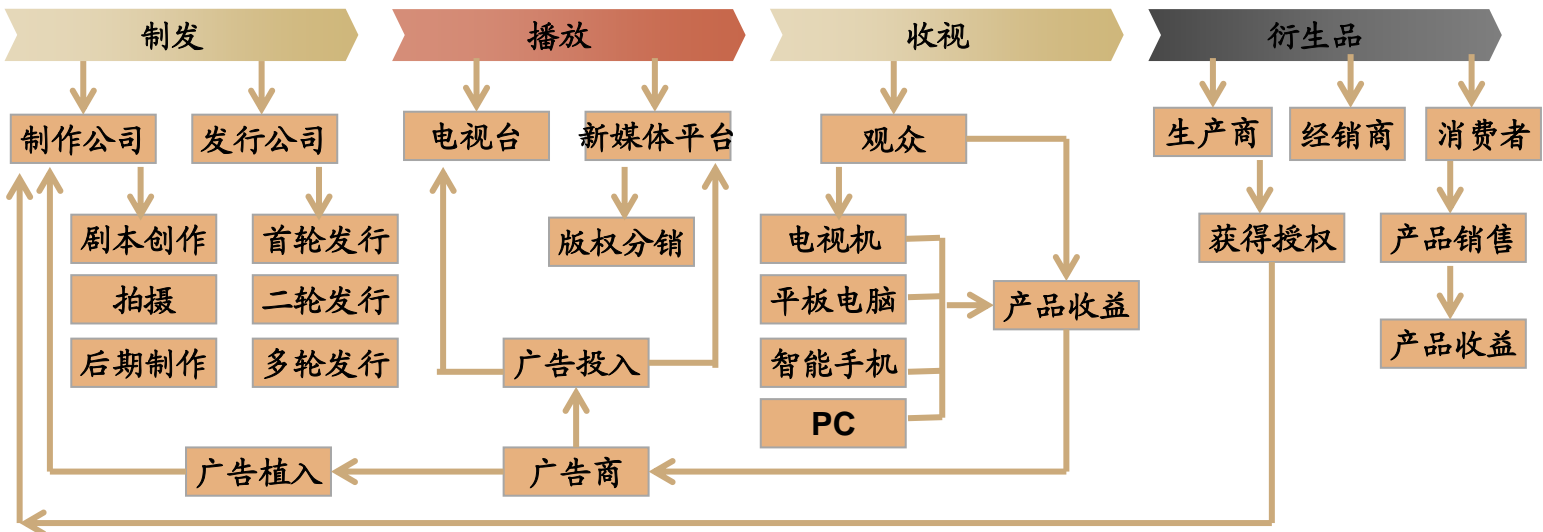 制发
播放
收视
衍生品
制作公司
发行公司
电视台
新媒体平台
观众
生产商
经销商
消费者
剧本创作
首轮发行
版权分销
电视机
获得授权
产品销售
拍摄
二轮发行
平板电脑
产品收益
后期制作
多轮发行
广告投入
智能手机
产品收益
PC
广告植入
广告商